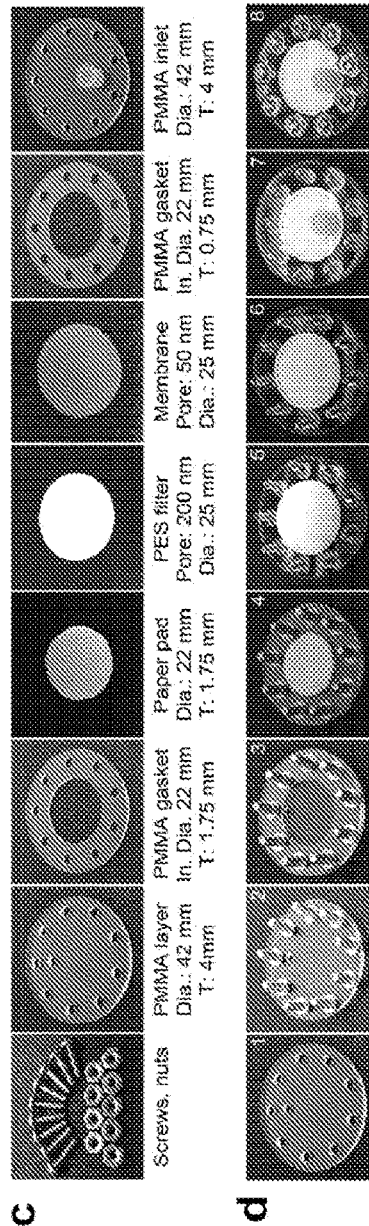 c
Screws, nuts
PMMA layer
Dia.: 42 mm
T: 4mm
PMMA gasket
In. Dia. 22 mm
T: 1.75 mm
Paper pad
Dia.: 22 mm
T: 1.75 mm
PES filter
Pore: 200 nm
Dia.: 25 mm
Membrane
Pore: 50 nm
Dia.: 25 mm
PMMA gasket
In. Dia. 22 mm
T: 0.75 mm
PMMA inlet
Dia.: 42 mm
T: 4 mm
d
1
2
3
4
5
6
7
8